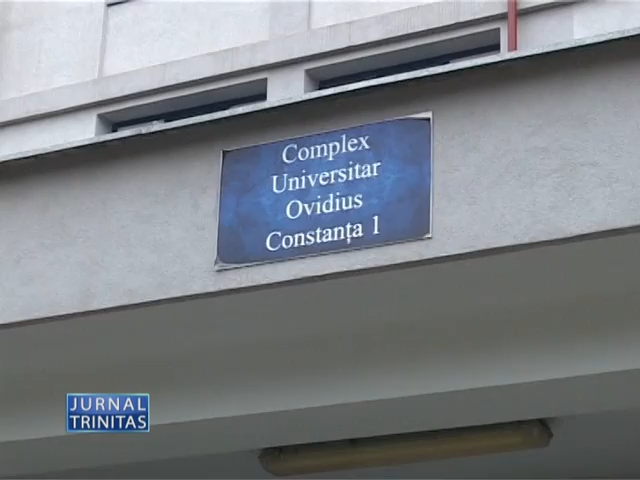 Complex
Universitar
Ovidius
Constanța 1
JURNAL
TRINITAS